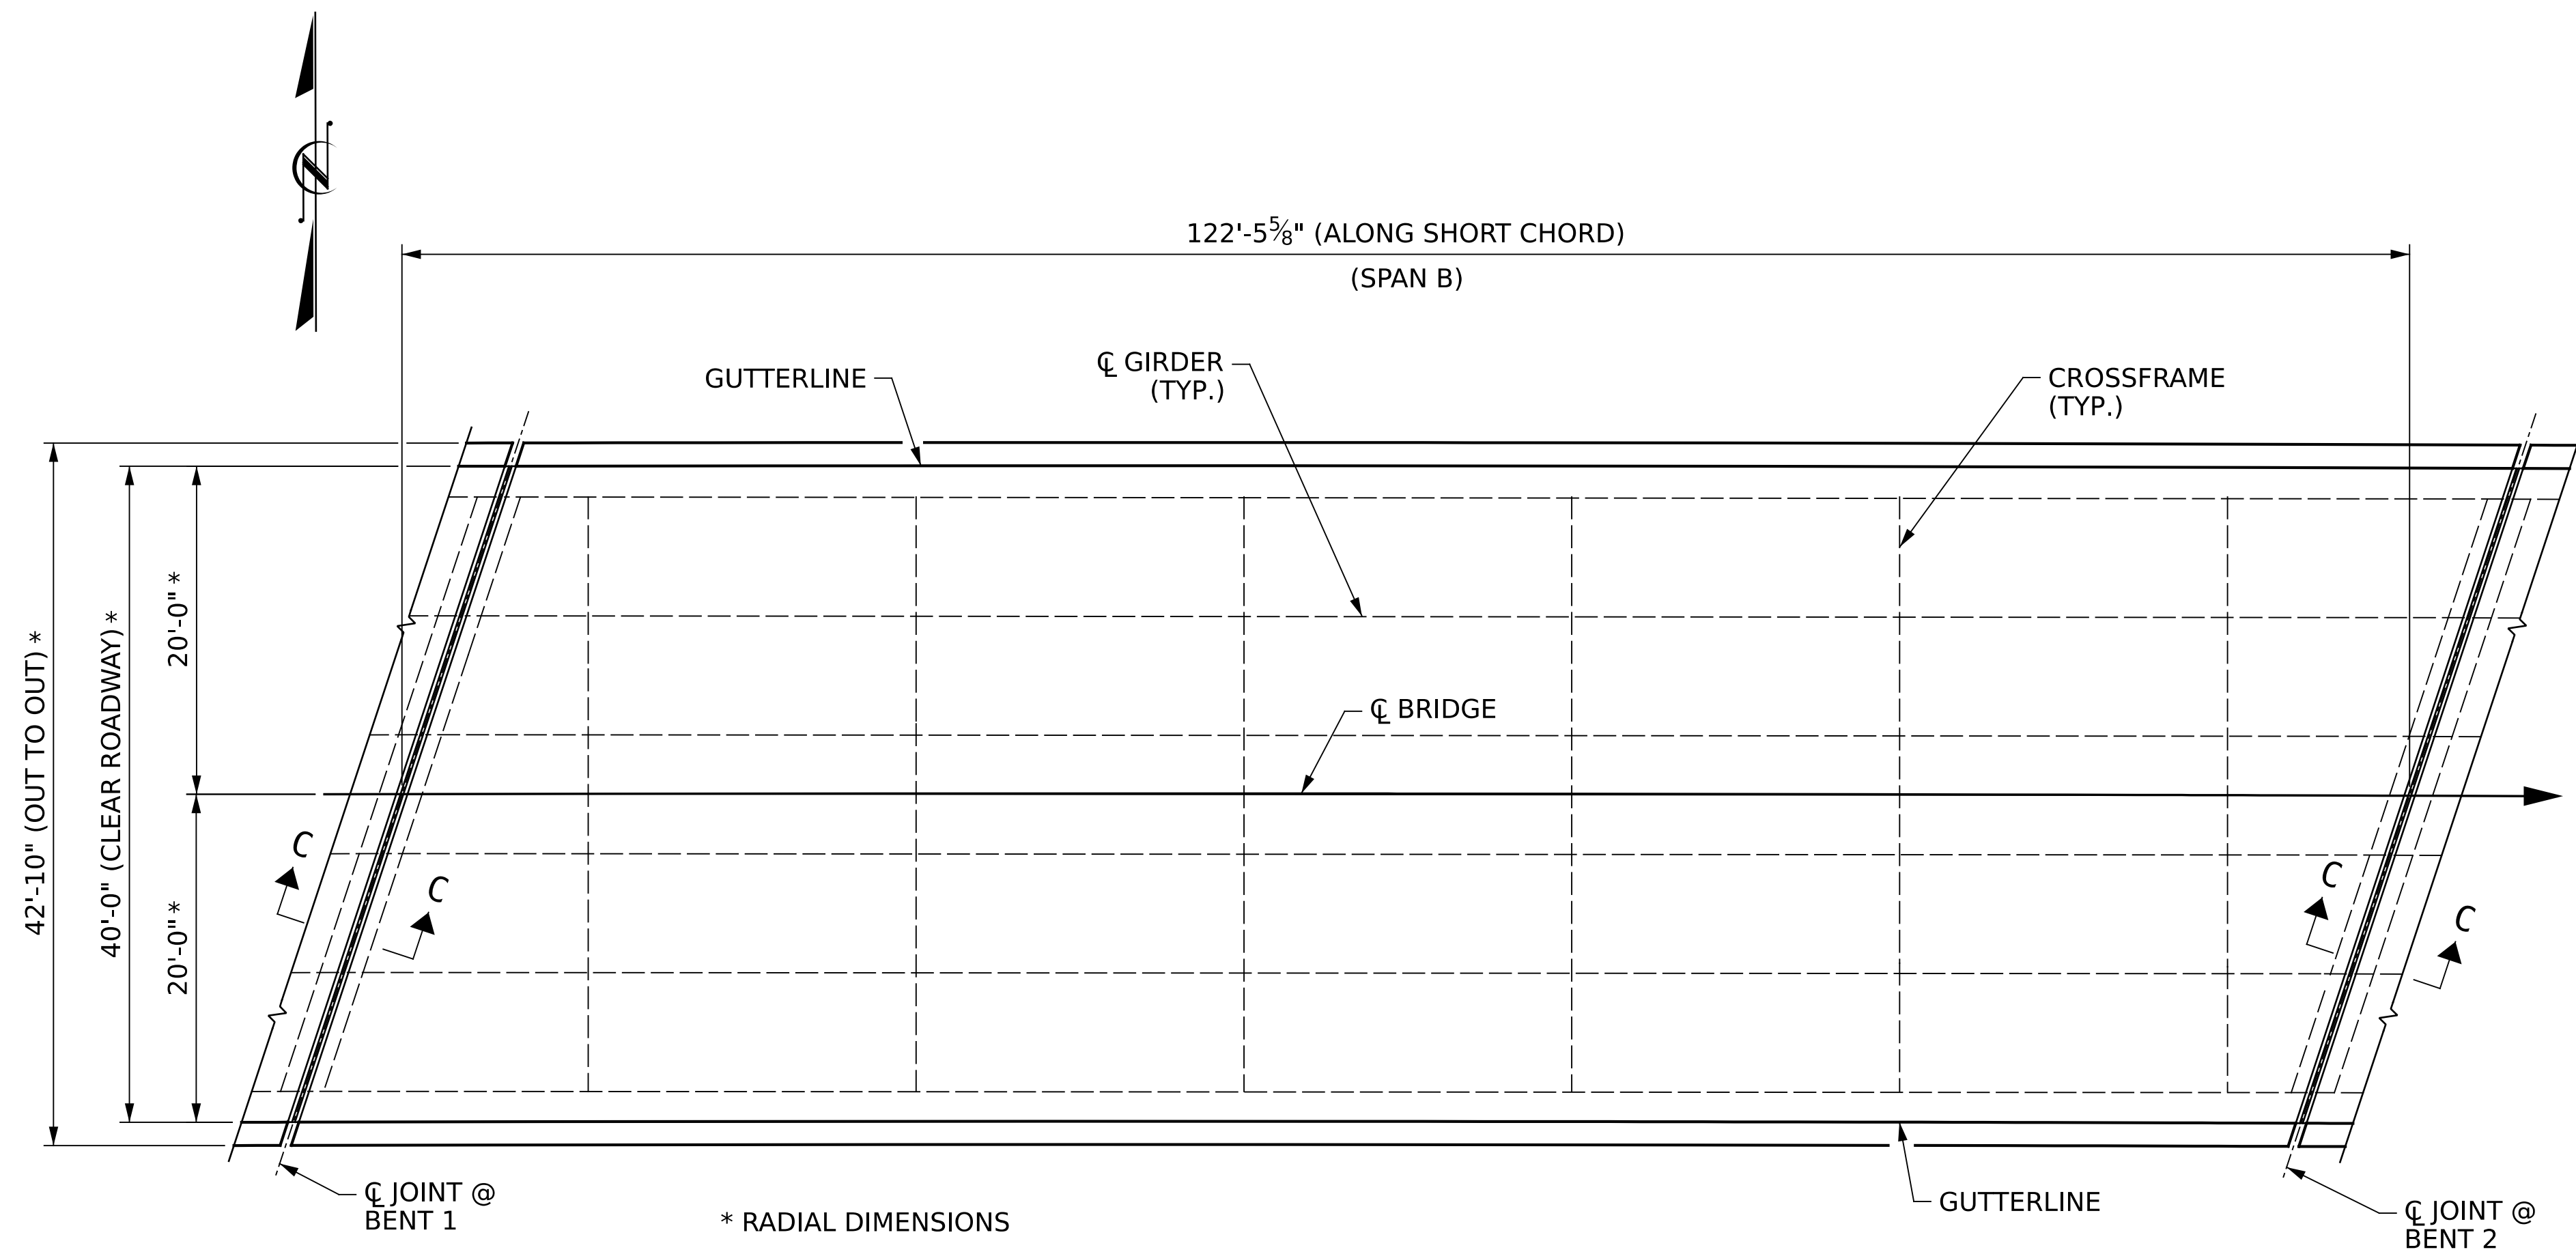 N
122'-5⅝" (ALONG SHORT CHORD)
(SPAN B)
GUTTERLINE
℄ GIRDER
(TYP.)
CROSSFRAME
(TYP.)
42'-10" (OUT TO OUT) *
40'-0" (CLEAR ROADWAY) *
20'-0" *
20'-0" *
℄ BRIDGE
C
C
C
C
℄ JOINT @
BENT 1
* RADIAL DIMENSIONS
GUTTERLINE
℄ JOINT @
BENT 2